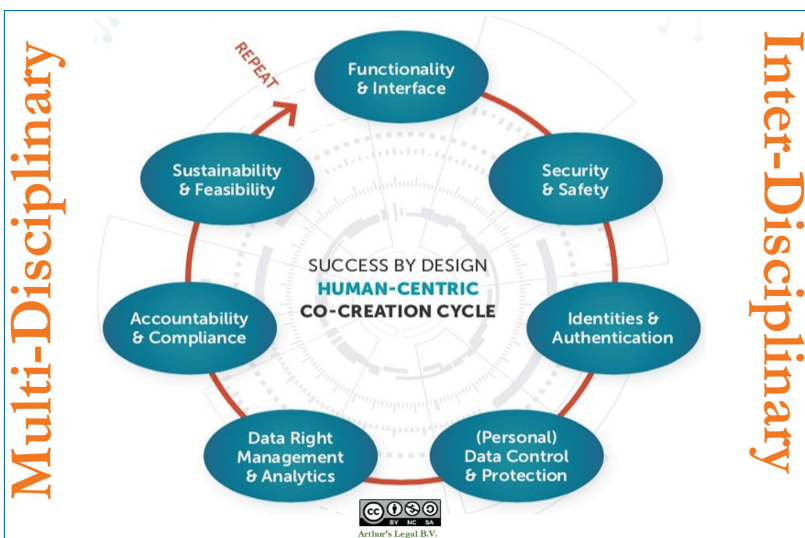 Multi-Disciplinary
Inter-Disciplinary
REPEAT
Functionality
& Interface
Security
& Safety
Identities &
Authentication
(Personal)
Data Control
& Protection
Data Right
Management
& Analytics
Accountability
& Compliance
Sustainability
& Feasibility
SUCCESS BY DESIGN
HUMAN-CENTRIC
CO-CREATION CYCLE
cc
BY NC SA
Arthur's Legal B.V.